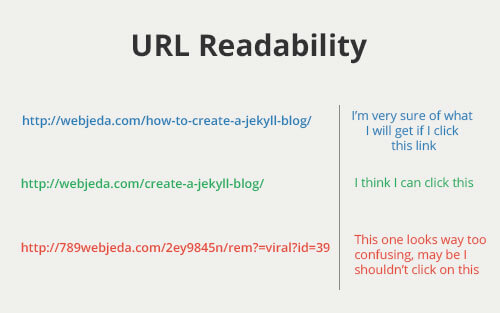 URL Readability
http://webjeda.com/how-to-create-a-jekyll-blog/
I'm very sure of what
I will get if I click
this link
http://webjeda.com/create-a-jekyll-blog/
I think I can click this
http://789webjeda.com/2ey9845n/rem?=viral?id=39
This one looks way too
confusing, may be I
shouldn't click on this